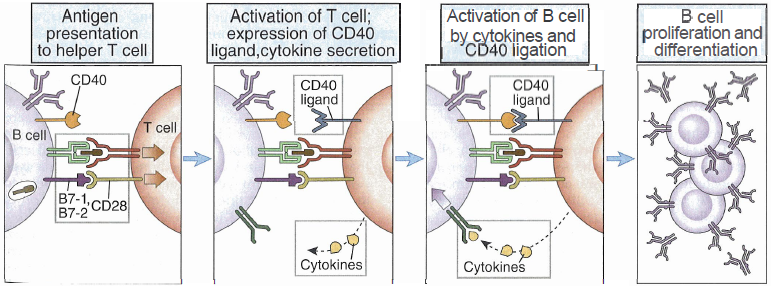 Antigen
presentation
to helper T cell
Activation of T cell;
expression of CD40
ligand,cytokine secretion
Activation of B cell
by cytokines and
CD40 ligation
B cell
proliferation and
differentiation
CD40
B cell
T cell
B7-1,
B7-2
CD28
CD40
ligand
Cytokines
CD40
ligand
Cytokines